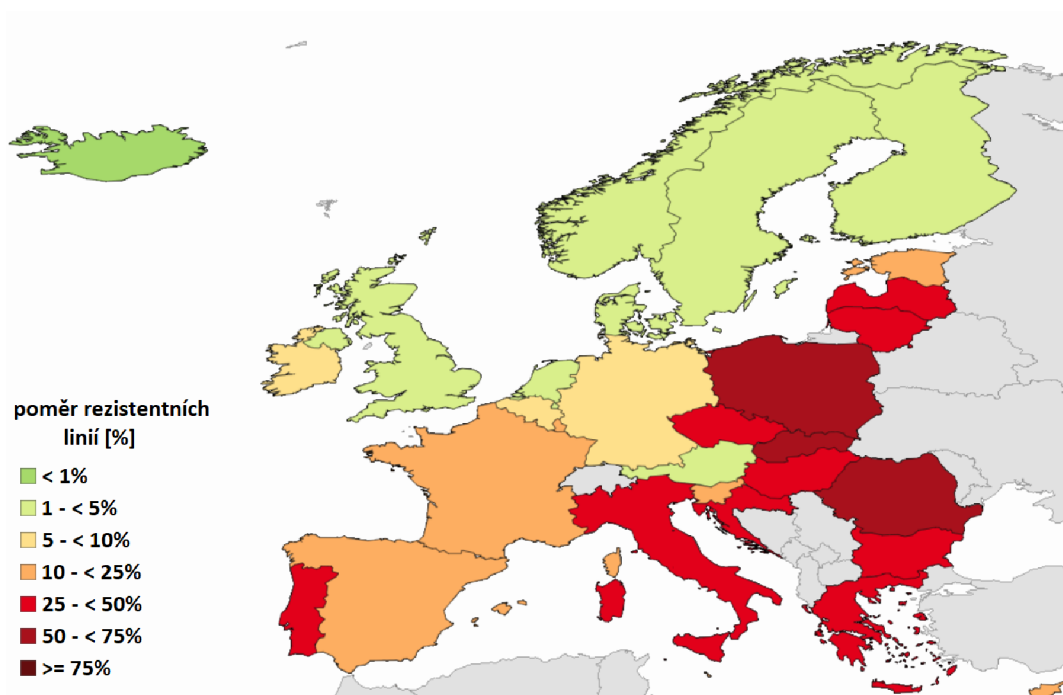 poměr rezistentních
linií [%]
< 1%
1 - < 5%
5 - < 10%
10 - < 25%
25 - < 50%
50 - < 75%
>= 75%